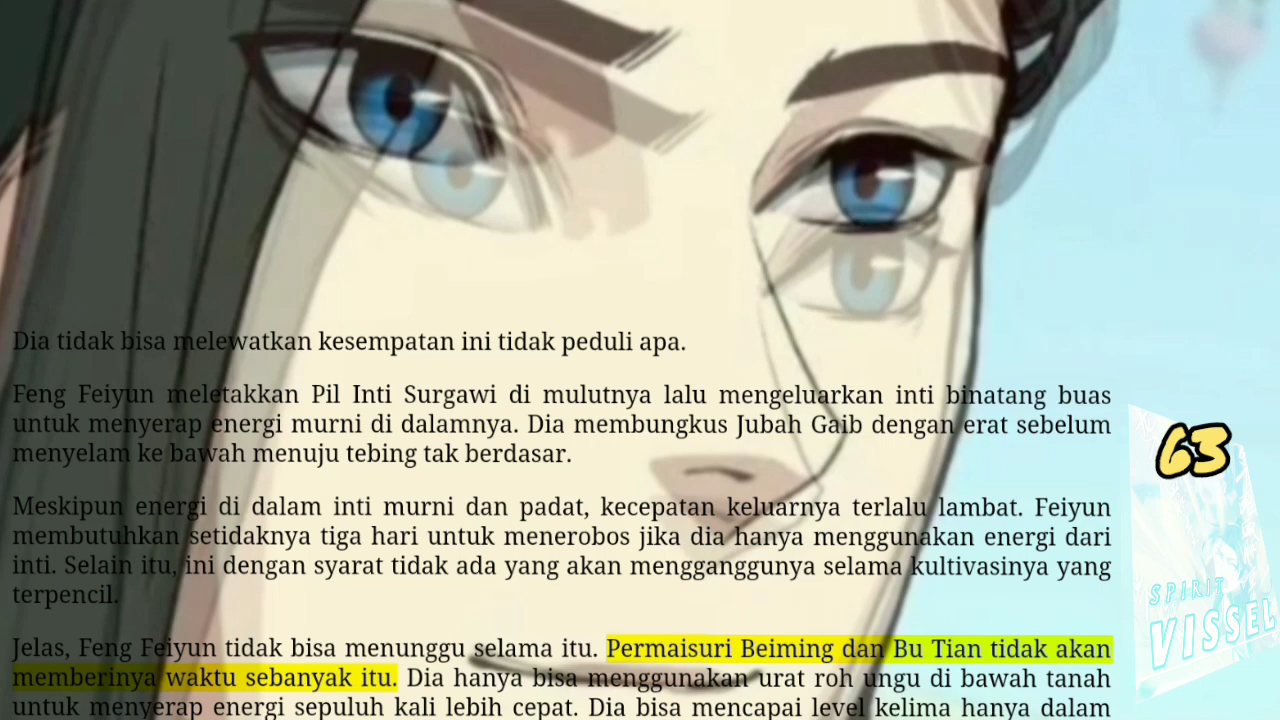 Dia tidak bisa melewatkan kesempatan ini tidak peduli apa.
Feng Feiyun meletakkan Pil Inti Surgawi di mulutnya lalu mengeluarkan inti binatang buas
untuk menyerap energi murni di dalamnya. Dia membungkus Jubah Gaib dengan erat sebelum
menyelam ke bawah menuju tebing tak berdasar.
Meskipun energi di dalam inti murni dan padat, kecepatan keluarnya terlalu lambat. Feiyun
membutuhkan setidaknya tiga hari untuk menerobos jika dia hanya menggunakan energi dari
inti. Selain itu, ini dengan syarat tidak ada yang akan mengganggunya selama kultivasinya yang
terpencil.
Jelas, Feng Feiyun tidak bisa menunggu selama itu. Permaisuri Beiming dan Bu Tian tidak akan
memberinya waktu sebanyak itu. Dia hanya bisa menggunakan urat roh ungu di bawah tanah
untuk menyerap energi sepuluh kali lebih cepat. Dia bisa mencapai level kelima hanya dalam
63
SPIRIT
VISSEL